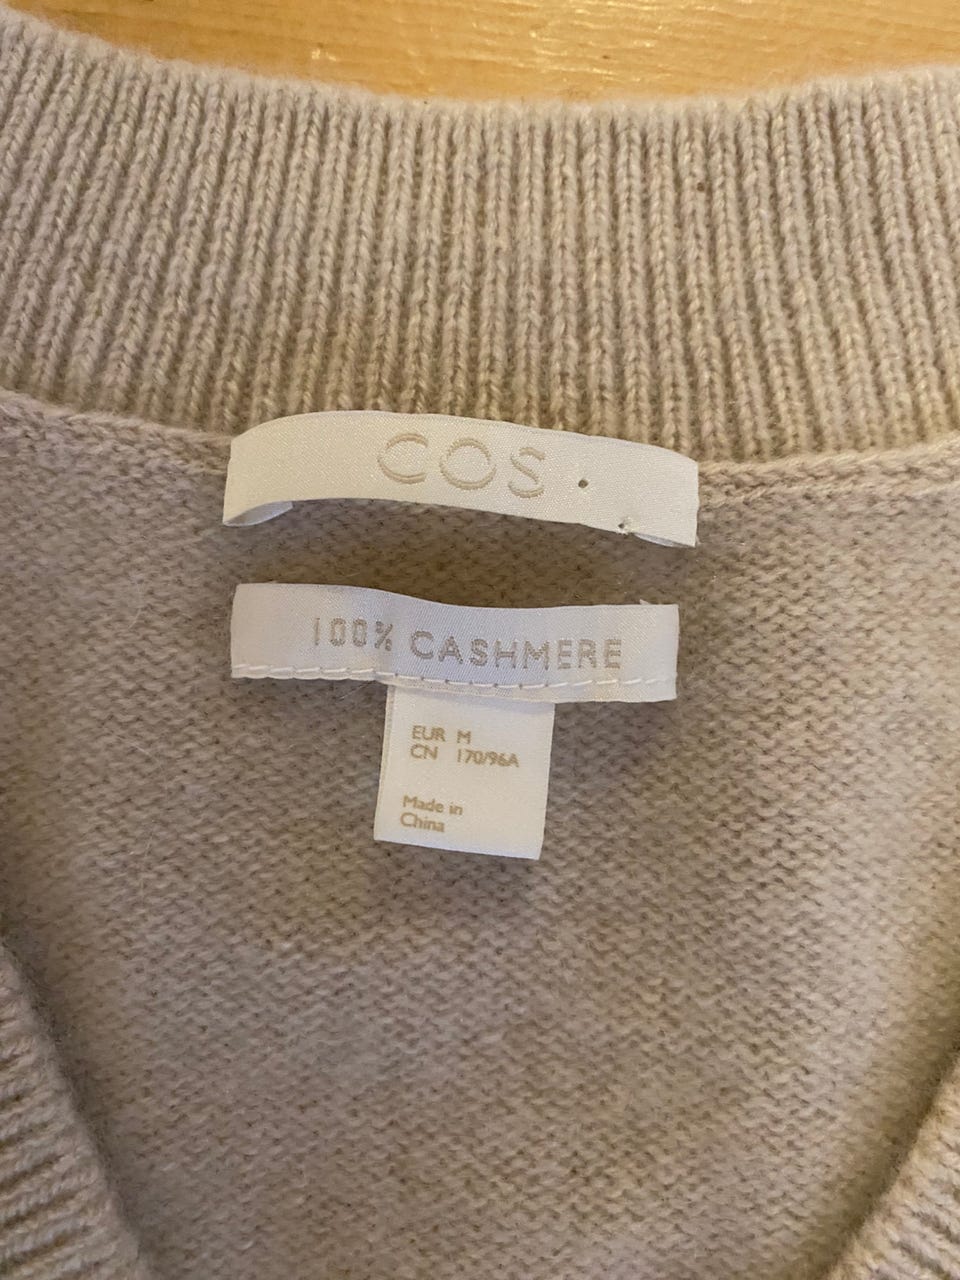 COS
100% CASHMERE
EUR M
CN 170/96A
Made in
China